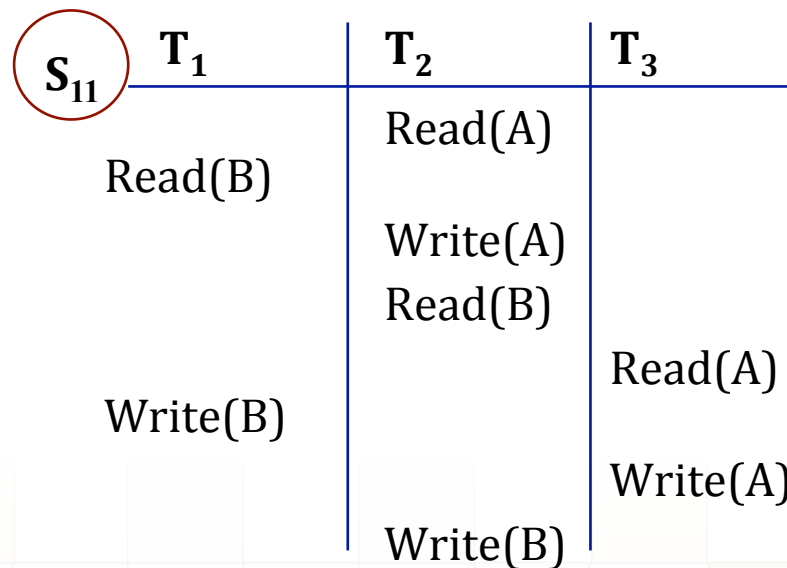 S11 T1 T2 T3
Read(A)
Read(B)
Write(A)
Read(B)
Read(A)
Write(B)
Write(A)
Write(B)